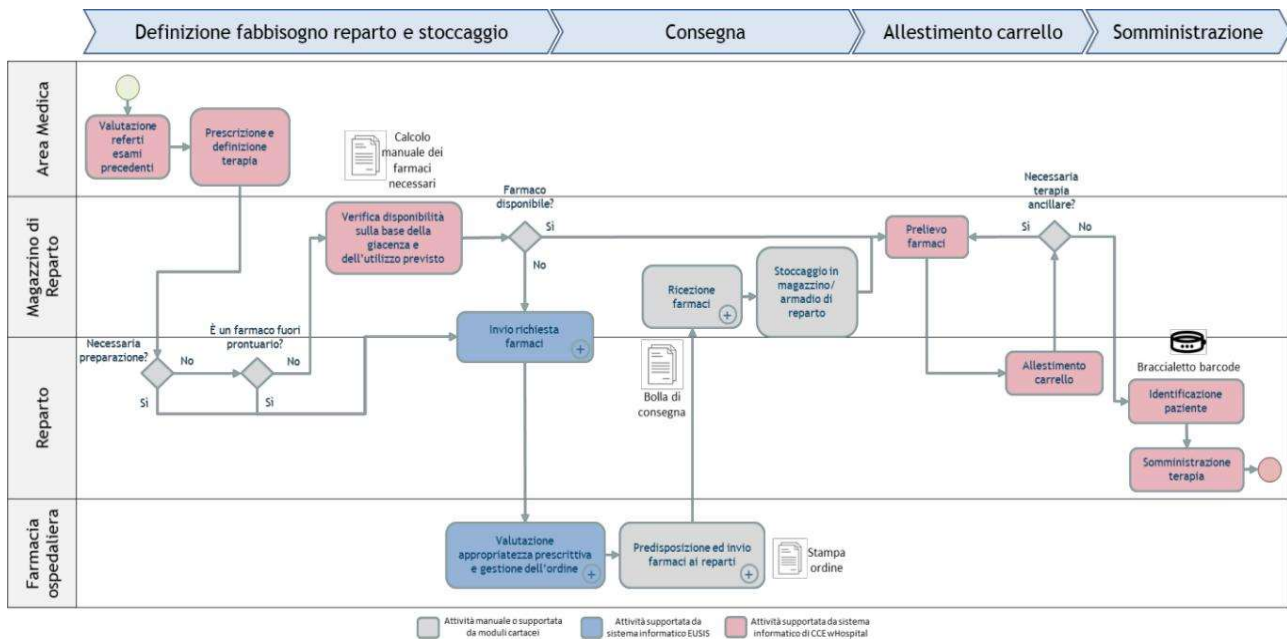 Definizione fabbisogno reparto e stoccaggio
Consegna
Allestimento carrello
Somministrazione
Area Medica
Valutazione
referti
esami
precedenti
Prescrizione e
definizione
terapia
Calcolo
manuale dei
farmaci
necessari
Farmaco
disponibile?
Necessaria
terapia
ancillare?
Magazzino di
Reparto
Verifica disponibilità
sulla base della
giacenza e
dell'utilizzo previsto
Sì
No
Ricezione
farmaci
Stoccaggio in
magazzino/
armadio di
reparto
Prelievo
farmaci
Sì
No
Invio richiesta
farmaci
Reparto
Necessaria
preparazione?
È un farmaco fuori
prontuario?
No
No
Sì
Sì
Bolla di
consegna
Allestimento
carrello
Braccialetto barcode
Identificazione
paziente
Somministrazione
terapia
Farmacia
ospedaliera
Valutazione
appropriatezza prescrittiva
e gestione dell'ordine
Predisposizione ed invio
farmaci ai reparti
Stampa
ordine
Attività manuale o supportata
da moduli cartacei
Attività supportata da
sistema informatico EUSIS
Attività supportata da sistema
informatico di CCE wHospital